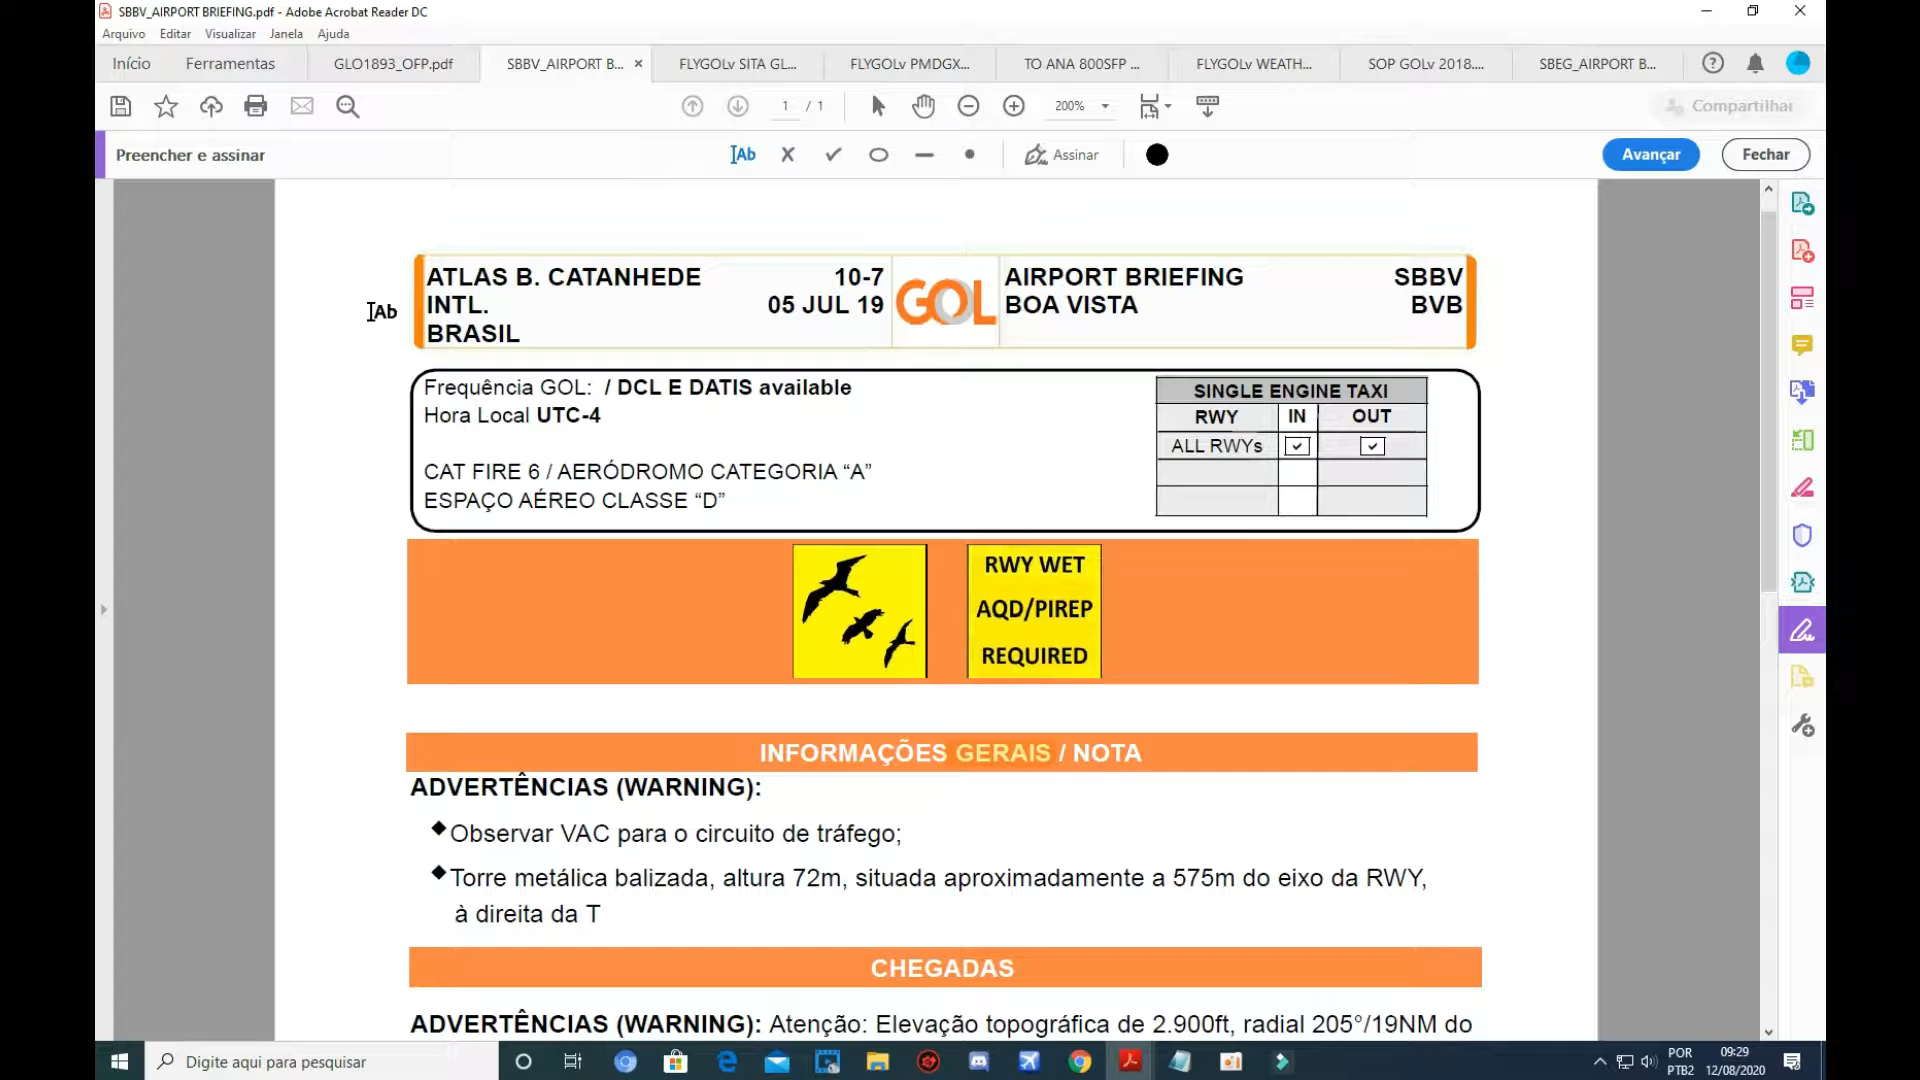 SBBV_AIRPORT BRIEFING.pdf - Adobe Acrobat Reader DC
Arquivo Editar Visualizar Janela Ajuda
Início Ferramentas GLO1893_OFP.pdf SBBV_AIRPORT B... × FLYGOLv SITA GL... FLYGOLv PMDGX... TO ANA 800SFP ... FLYGOLv WEATH... SOP GOLv 2018.... SBEG_AIRPORT B...
1 / 1 200% Compartilhar
Preencher e assinar Ab Assinar Avançar Fechar
ATLAS B. CATANHEDE 10-7 GOL AIRPORT BRIEFING SBBV
Ab INTL. 05 JUL 19 BOA VISTA BVB
BRASIL
Frequência GOL: / DCL E DATIS available
Hora Local UTC-4
CAT FIRE 6 / AERÓDROMO CATEGORIA “A”
ESPAÇO AÉREO CLASSE “D”
SINGLE ENGINE TAXI
RWY IN OUT
ALL RWYs
RWY WET
AQD/PIREP
REQUIRED
INFORMAÇÕES GERAIS / NOTA
ADVERTÊNCIAS (WARNING):
Observar VAC para o circuito de tráfego;
Torre metálica balizada, altura 72m, situada aproximadamente a 575m do eixo da RWY,
à direita da T
CHEGADAS
ADVERTÊNCIAS (WARNING): Atenção: Elevação topográfica de 2.900ft, radial 205°/19NM do
Digite aqui para pesquisar
POR
PTB2
09:29
12/08/2020